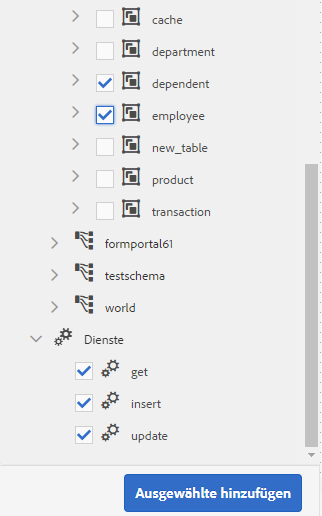 cache
department
dependent
employee
new_table
product
transaction
formportal61
testschema
world
Dienste
get
insert
update
Ausgewählte hinzufügen